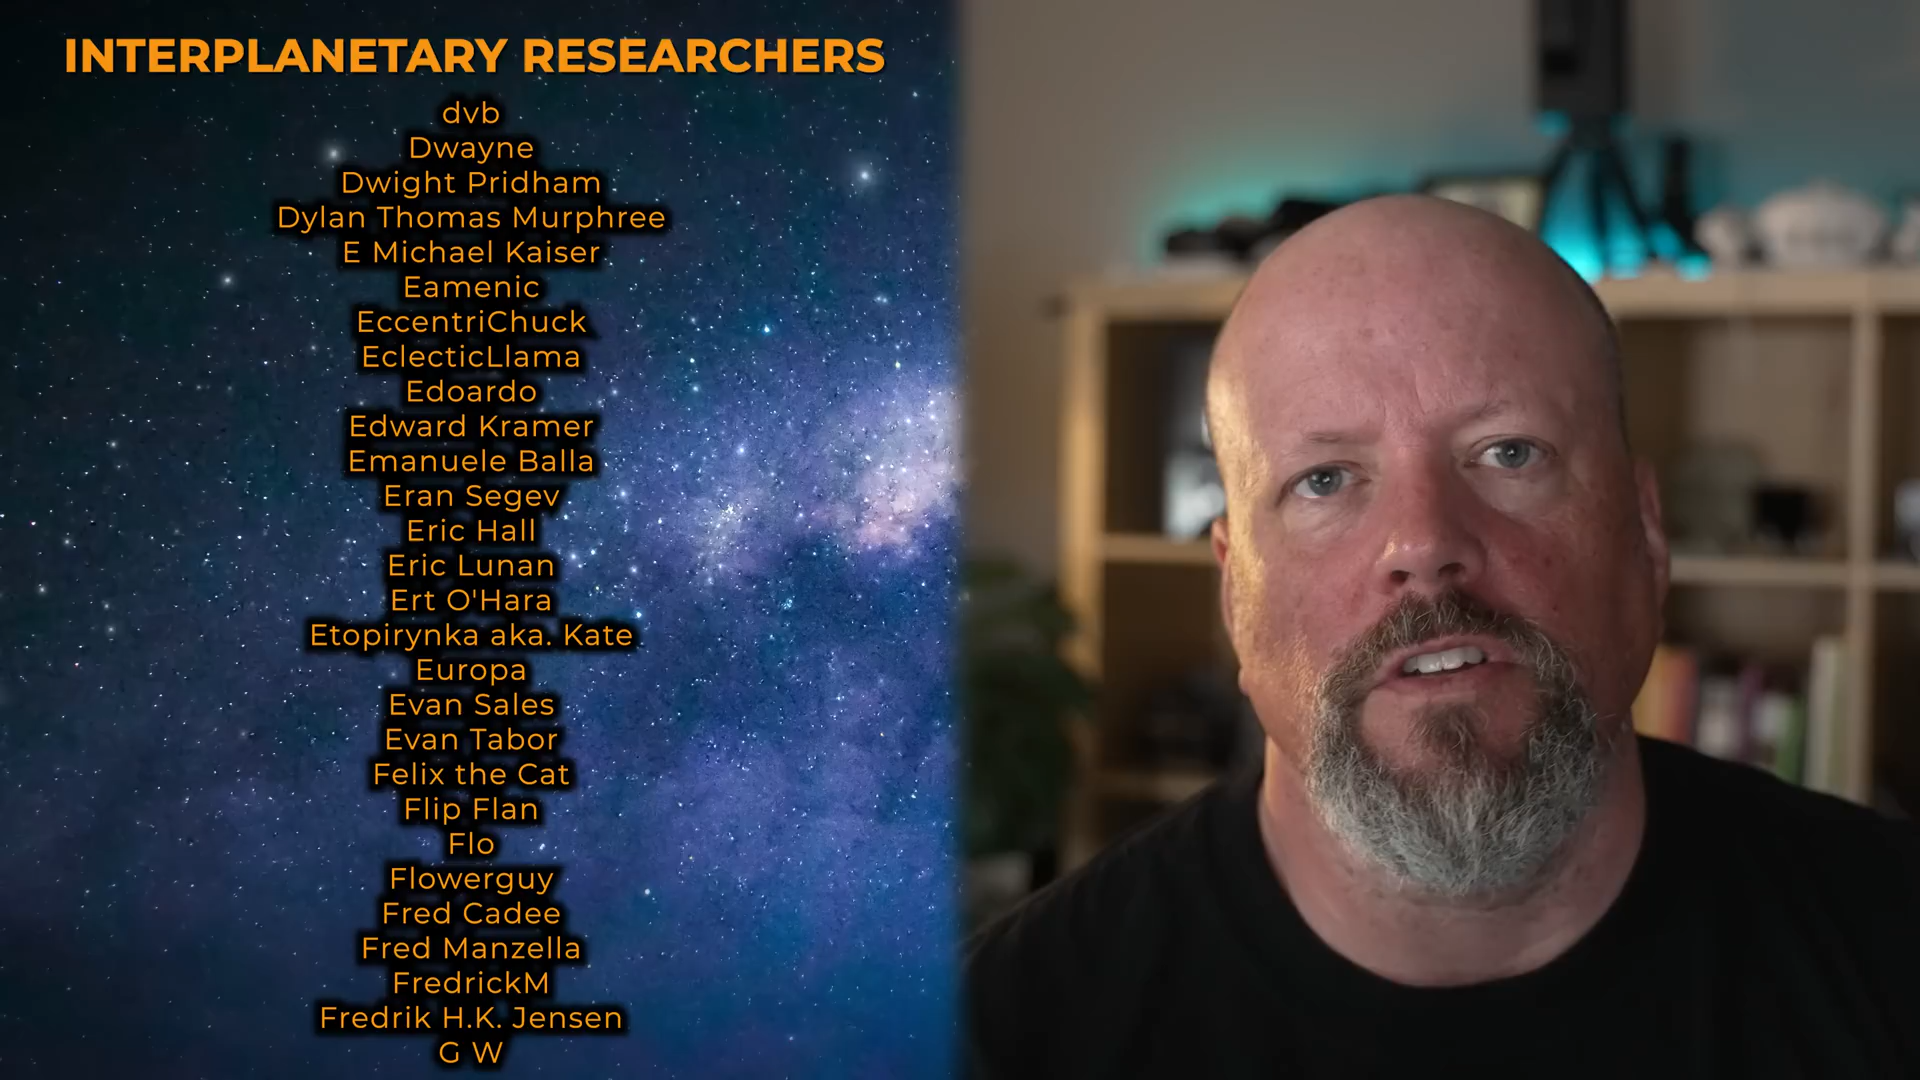 INTERPLANETARY RESEARCHERS
dvb
Dwayne
Dwight Pridham
Dylan Thomas Murphree
E Michael Kaiser
Eamenic
EccentriChuck
EclecticLlama
Edoardo
Edward Kramer
Emanuele Balla
Eran Segev
Eric Hall
Eric Lunan
Ert O'Hara
Etopirynka aka. Kate
Europa
Evan Sales
Evan Tabor
Felix the Cat
Flip Flan
Flo
Flowerguy
Fred Cadee
Fred Manzella
FredrickM
Fredrik H.K. Jensen
G W